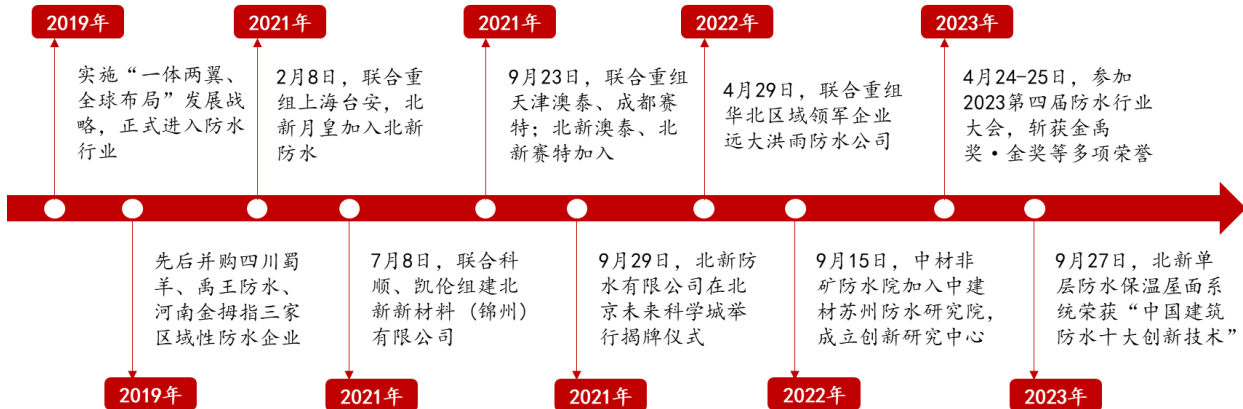 2019年
实施“一体两翼、
全球布局”发展战
略，正式进入防水
行业
2019年
先后并购四川蜀
羊、禹王防水、
河南金拇指三家
区域性防水企业
2021年
2月8日，联合重
组上海台安，北
新月皇加入北新
防水
2021年
7月8日，联合科
顺、凯伦组建北
新新材料（锦州）
有限公司
2021年
9月23日，联合重组
天津澳泰、成都赛
特；北新澳泰、北
新赛特加入
2021年
9月29日，北新防
水有限公司在北
京未来科学城举
行揭牌仪式
2022年
4月29日，联合重组
华北区域领军企业
远大洪雨防水公司
2022年
9月15日，中材非
矿防水院加入中建
材苏州防水研究院，
成立创新研究中心
2023年
4月24-25日，参加
2023第四届防水行业
大会，斩获金禹
奖·金奖等多项荣誉
2023年
9月27日，北新单
层防水保温屋面系
统荣获“中国建筑
防水十大创新技术”